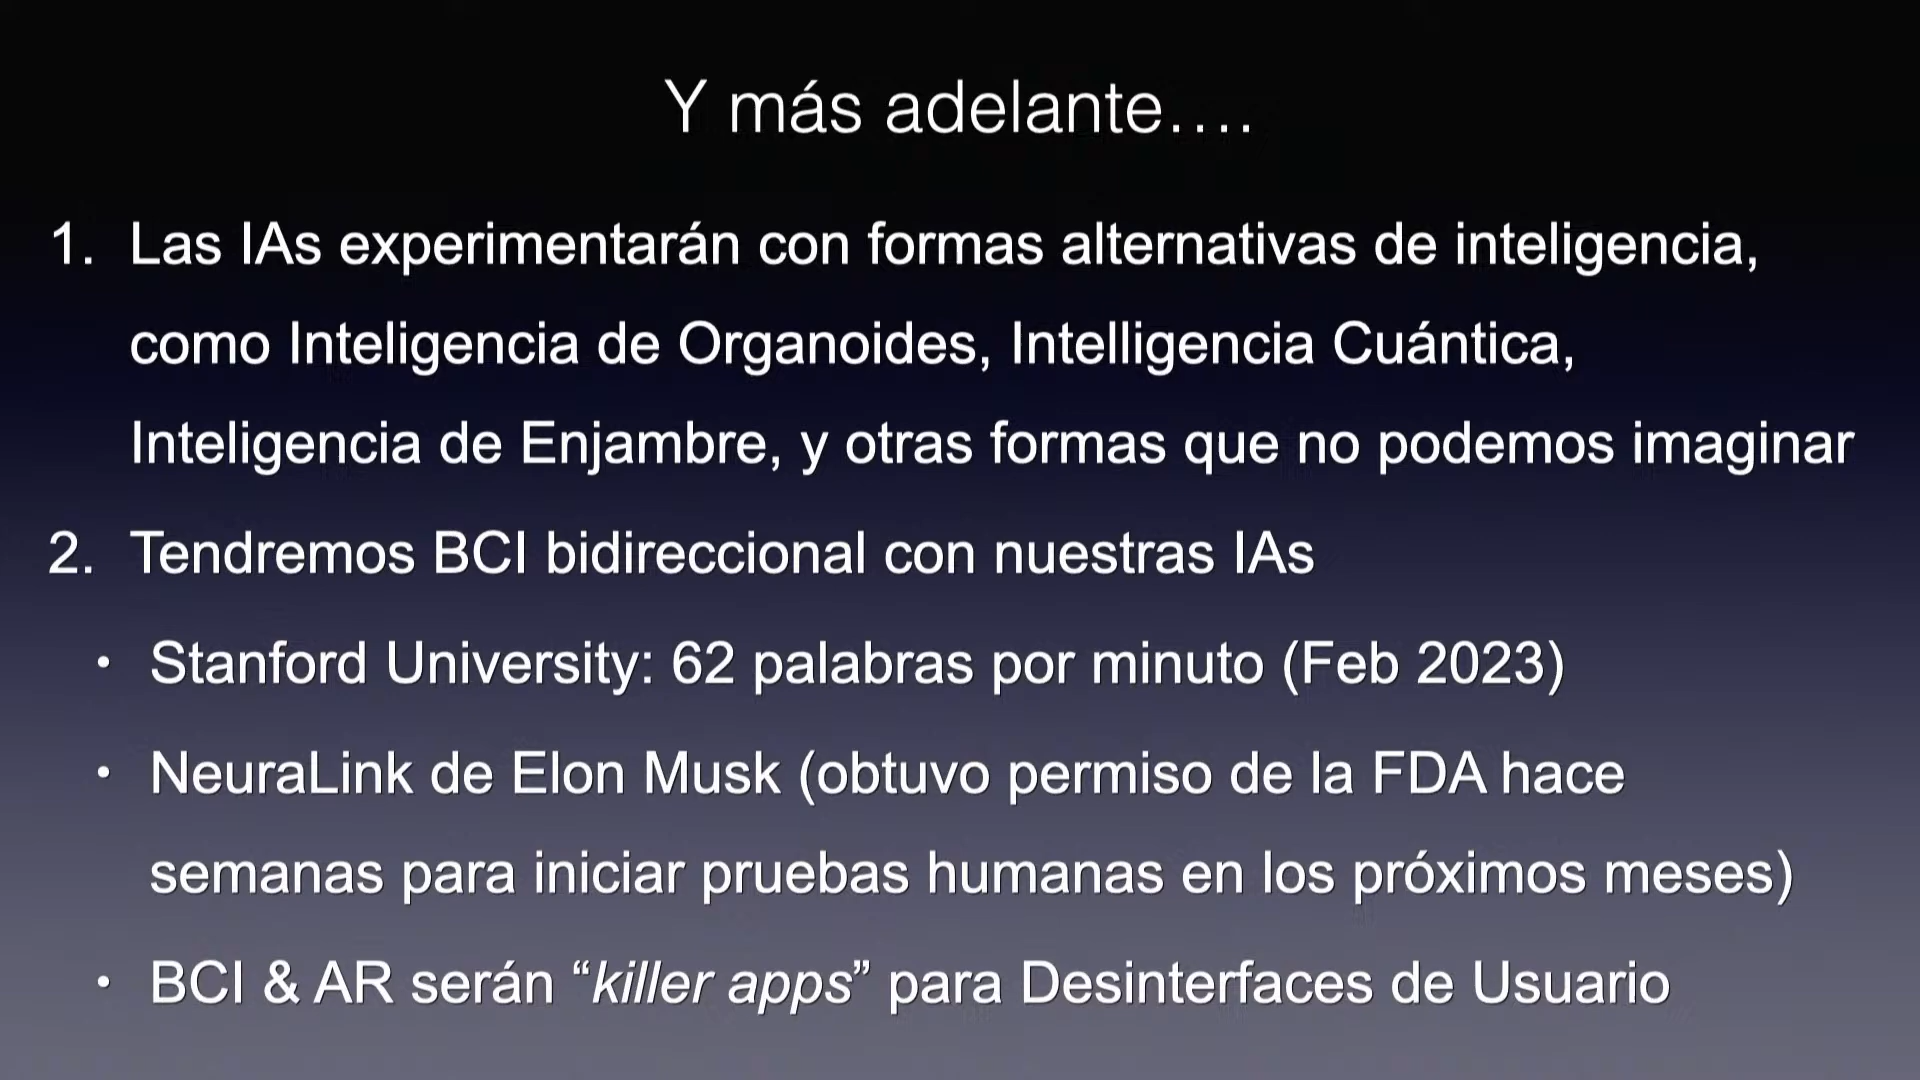 Y más adelante....
1. Las IAs experimentarán con formas alternativas de inteligencia,
como Inteligencia de Organoides, Intelligencia Cuántica,
Inteligencia de Enjambre, y otras formas que no podemos imaginar
2. Tendremos BCI bidireccional con nuestras IAs
• Stanford University: 62 palabras por minuto (Feb 2023)
• NeuraLink de Elon Musk (obtuvo permiso de la FDA hace
semanas para iniciar pruebas humanas en los próximos meses)
• BCI & AR serán “killer apps” para Desinterfaces de Usuario